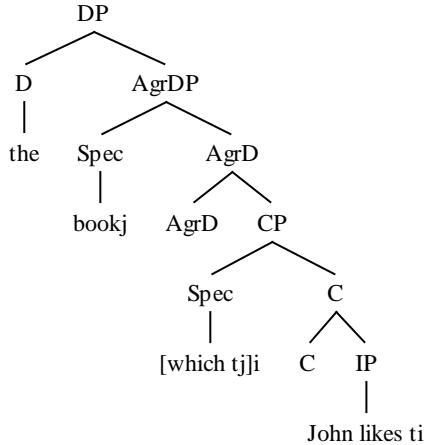 DP
D AgrDP
the Spec AgrD
bookj AgrD CP
Spec C
[which tj]i C IP
John likes ti